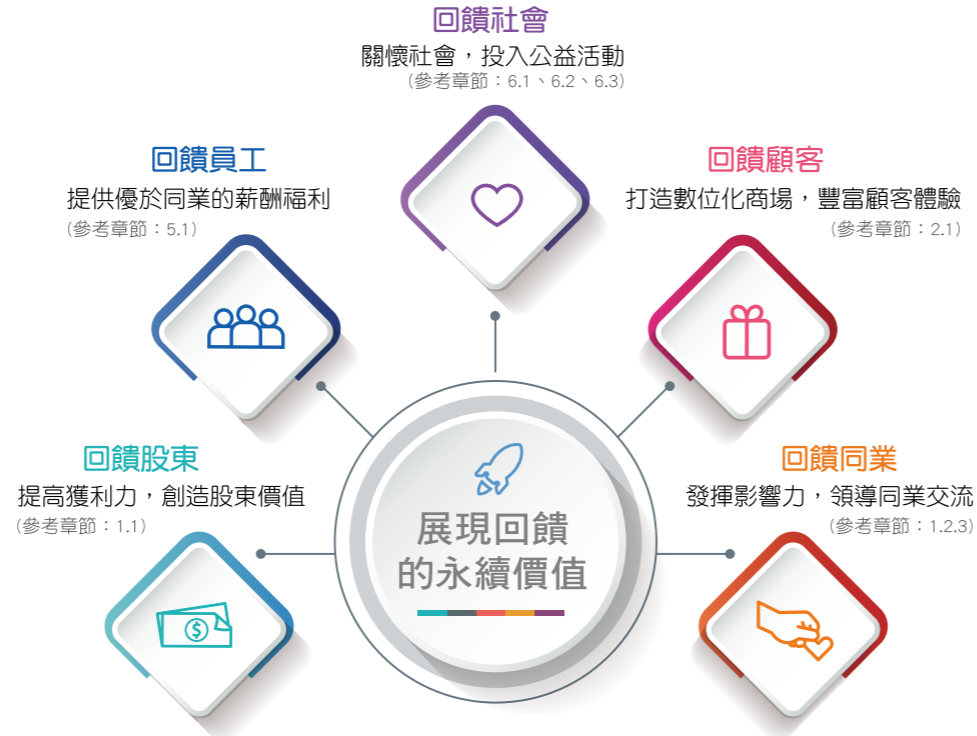 回饋社會
關懷社會，投入公益活動
(參考章節：6.1、6.2、6.3)
回饋員工
提供優於同業的薪酬福利
(參考章節：5.1)
回饋顧客
打造數位化商場，豐富顧客體驗
(參考章節：2.1)
回饋股東
提高獲利力，創造股東價值
(參考章節：1.1)
$
展現回饋
的永續價值
回饋同業
發揮影響力，領導同業交流
(參考章節：1.2.3)